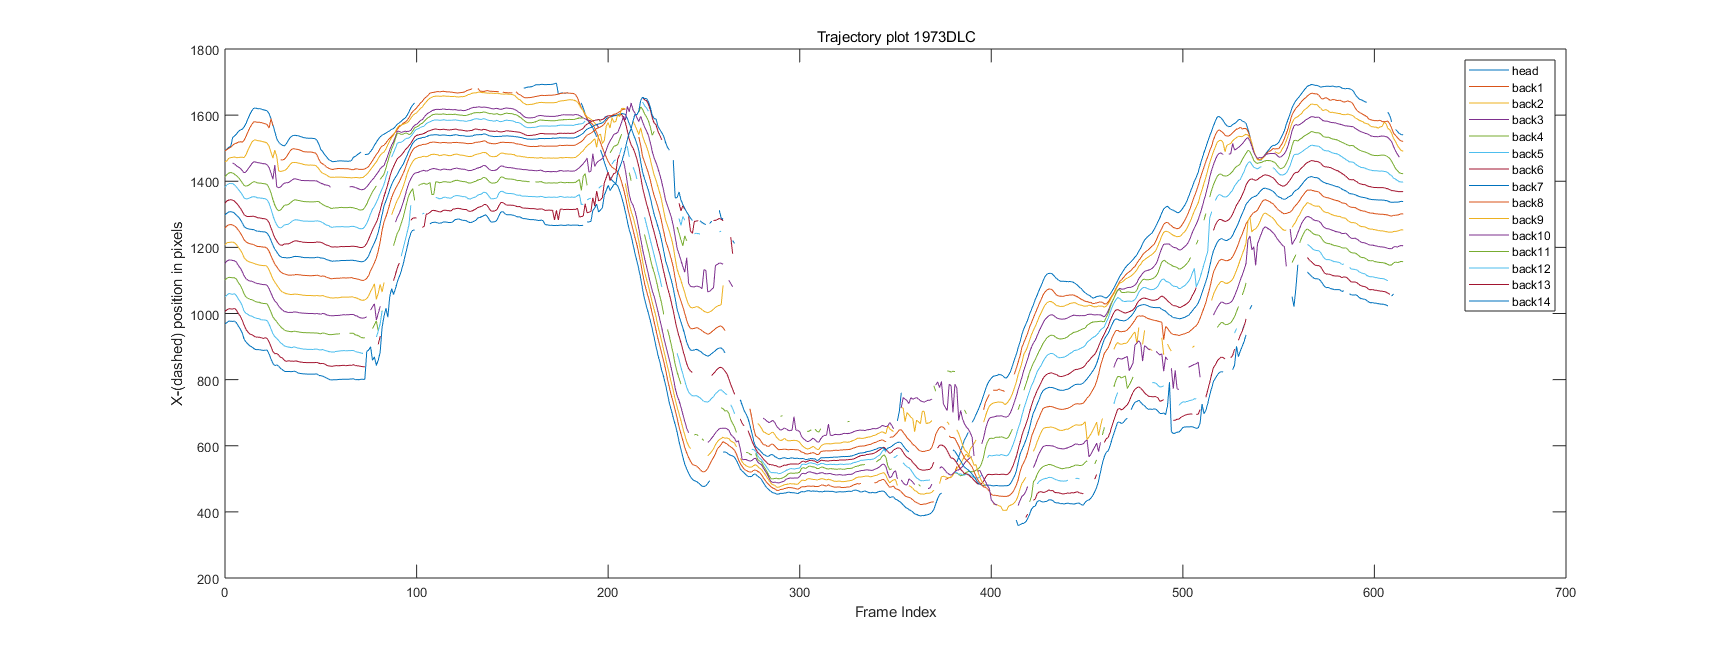 Trajectory plot 1973DLC
1800
1600
1400
1200
1000
800
600
400
200
X-(dashed) position in pixels
0
100
200
300
400
500
600
700
Frame Index
head
back1
back2
back3
back4
back5
back6
back7
back8
back9
back10
back11
back12
back13
back14